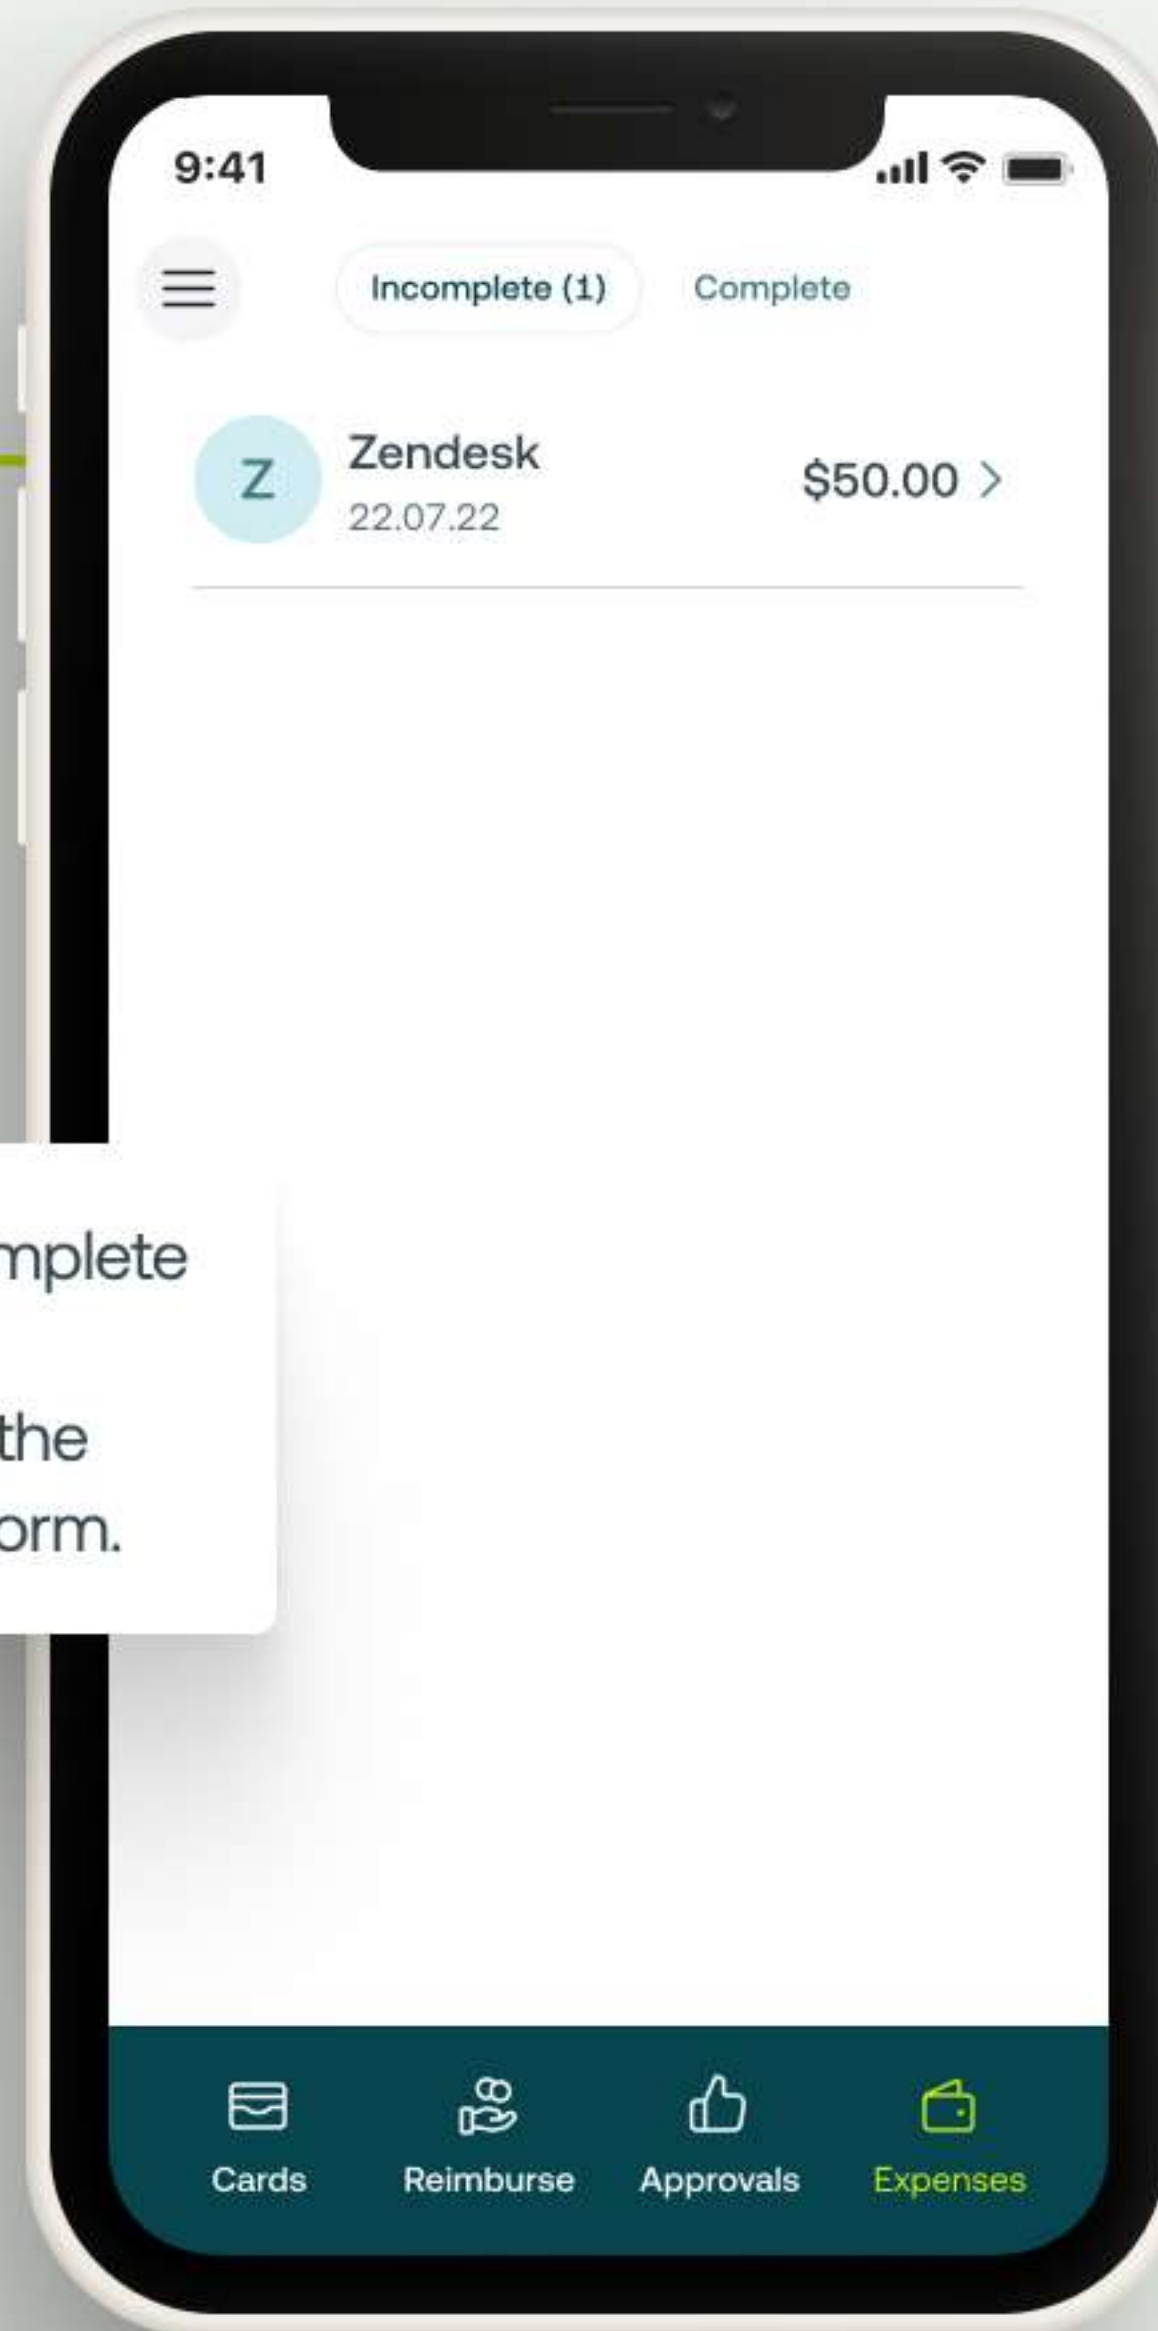 9:41
Incomplete (1) Complete
Z
Zendesk
$50.00
22.07.22
mplete
the
orm.
Cards Reimburse Approvals Expenses